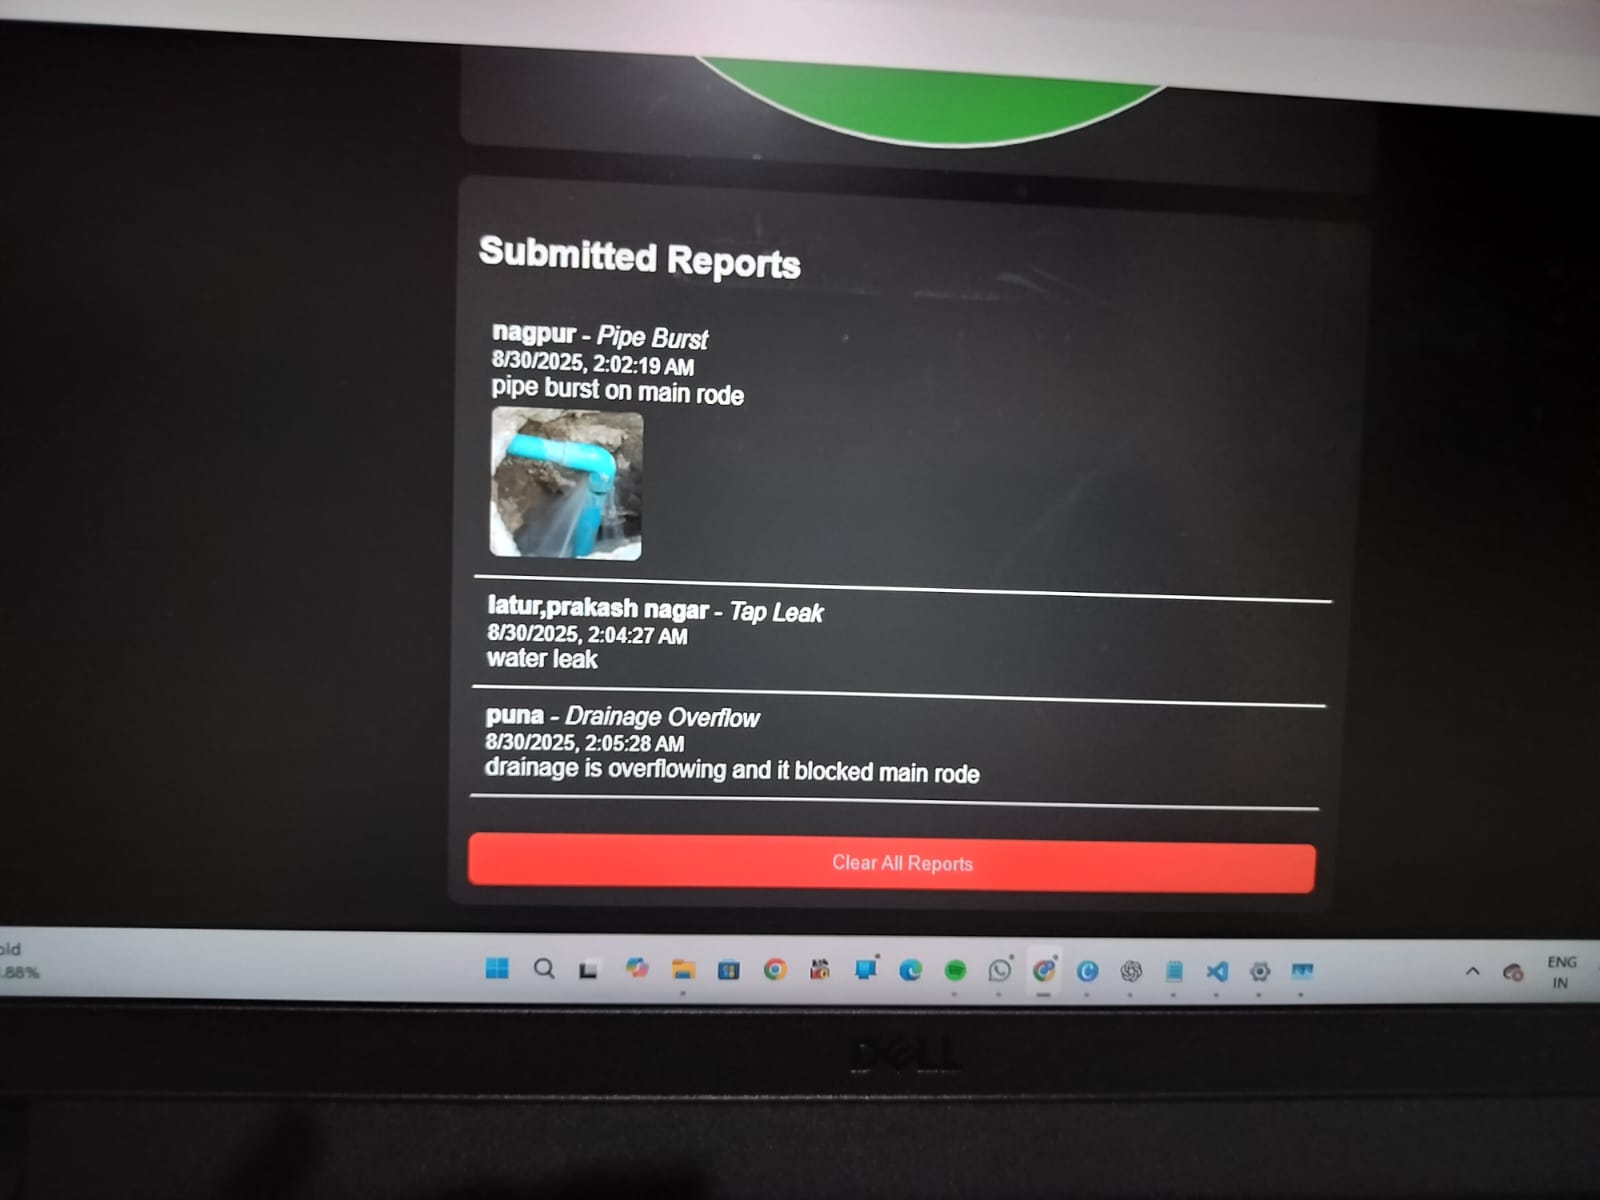 Submitted Reports
nagpur - Pipe Burst
8/30/2025, 2:02:19 AM
pipe burst on main rode
latur,prakash nagar - Tap Leak
8/30/2025, 2:04:27 AM
water leak
puna - Drainage Overflow
8/30/2025, 2:05:28 AM
drainage is overflowing and it blocked main rode
Clear All Reports
.88%
ENG
IN
DELL